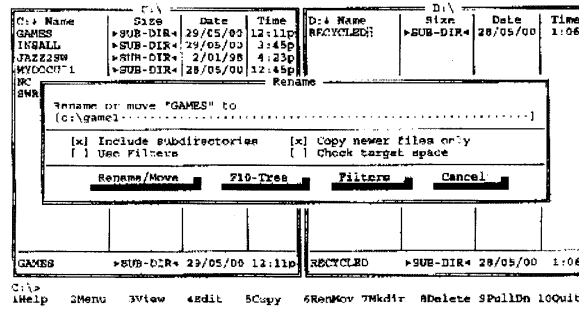 C:\ D:\
C:↓ Name Size Date Time D:↓ Name Size Date Time
GAMES ►SUB-DIR◄ 29/05/00 12:11p RECYCLED ►SUB-DIR◄ 28/05/00 1:06
INSALL ►SUB-DIR◄ 29/05/00 3:45p
JAZZ2SW ►SUB-DIR◄ 2/01/98 4:23p
MYDOCU~1 ►SUB-DIR◄ 28/05/00 12:45p
NC
SWR
Rename
Rename or move "GAMES" to
[c:\game1·····]
[x] Include subdirectories [x] Copy newer files only
[ ] Use Filters [ ] Check target space
Rename/Move F10-Tree Filters Cancel
GAMES ►SUB-DIR◄ 29/05/00 12:11p RECYCLED ►SUB-DIR◄ 28/05/00 1:06
C:\>
1Help 2Menu 3View 4Edit 5Copy 6RenMov 7Mkdir 8Delete 9PullDn 10Quit